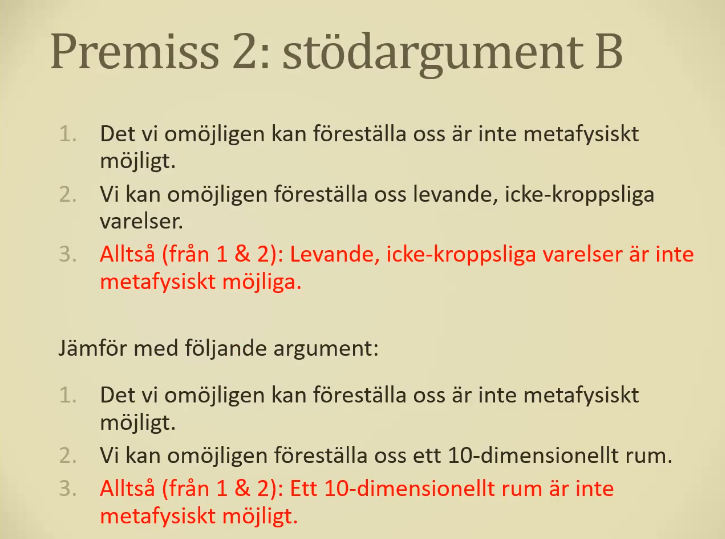 Premiss 2: stödargument B
1. Det vi omöjligen kan föreställa oss är inte metafysiskt
möjligt.
2. Vi kan omöjligen föreställa oss levande, icke-kroppsliga
varelser.
3. Alltså (från 1 & 2): Levande, icke-kroppsliga varelser är inte
metafysiskt möjliga.
Jämför med följande argument:
1. Det vi omöjligen kan föreställa oss är inte metafysiskt
möjligt.
2. Vi kan omöjligen föreställa oss ett 10-dimensionellt rum.
3. Alltså (från 1 & 2): Ett 10-dimensionellt rum är inte
metafysiskt möjligt.